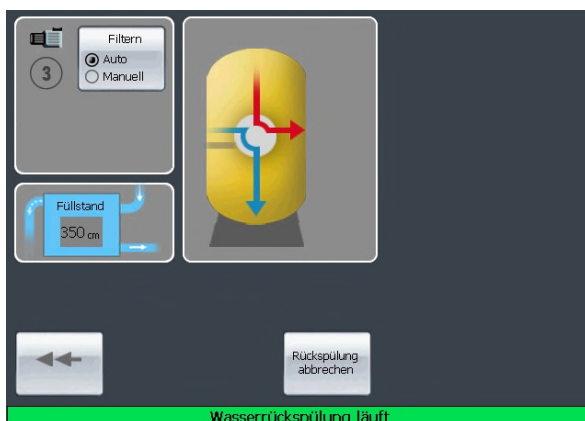 Filtern
Auto
Manuell
3
Füllstand
350 cm
Rückspülung
abbrechen
Wasserrückspülung läuft